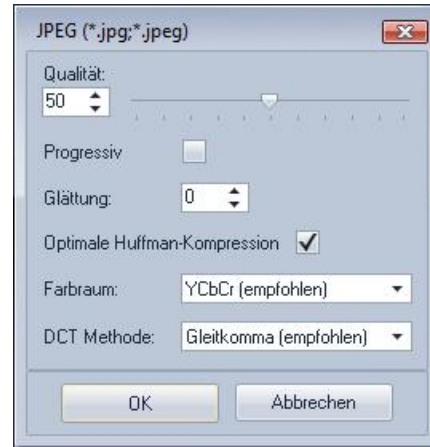 JPEG (*.jpg;*.jpeg)
Qualität:
50
Progressiv
Glättung: 0
Optimale Huffman-Kompression
Farbraum: YCbCr (empfohlen)
DCT Methode: Gleitkomma (empfohlen)
OK Abbrechen